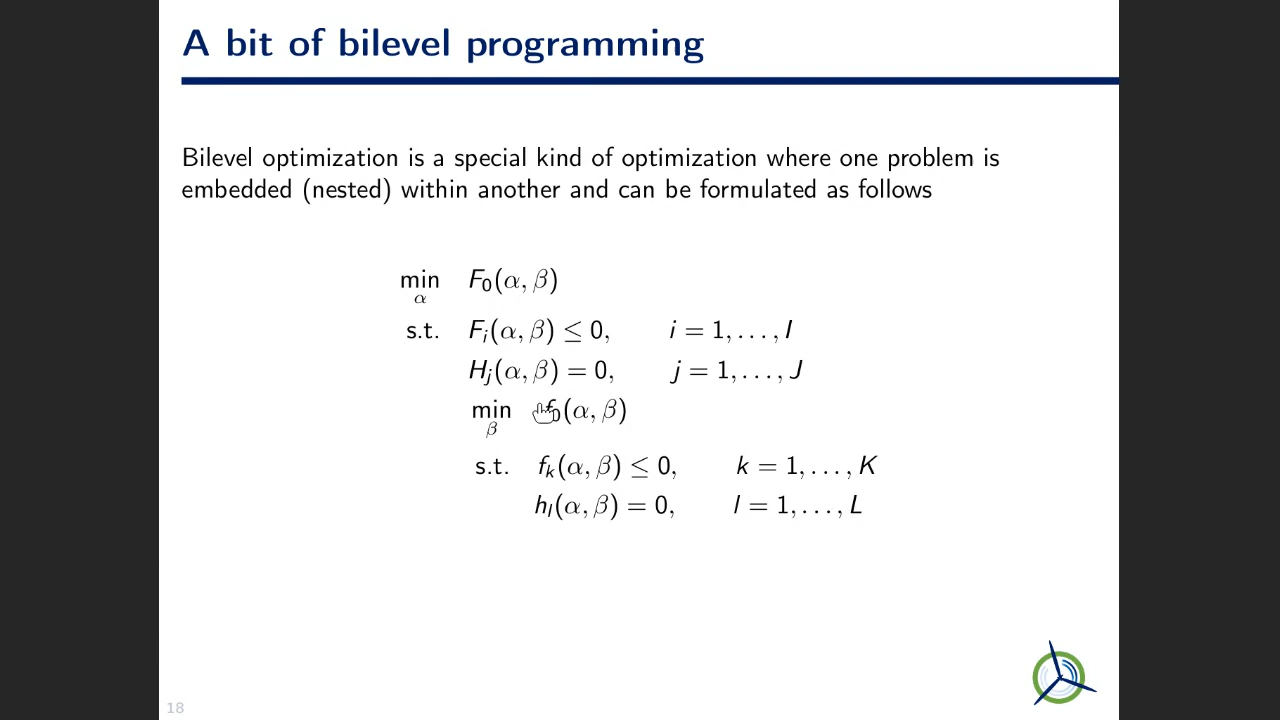 A bit of bilevel programming
Bilevel optimization is a special kind of optimization where one problem is
embedded (nested) within another and can be formulated as follows
min F₀(α, β)
α
s.t. Fᵢ(α, β) ≤ 0, i = 1, . . . , I
Hⱼ(α, β) = 0, j = 1, . . . , J
min f₀(α, β)
β
s.t. fₖ(α, β) ≤ 0, k = 1, . . . , K
hₗ(α, β) = 0, l = 1, . . . , L
18